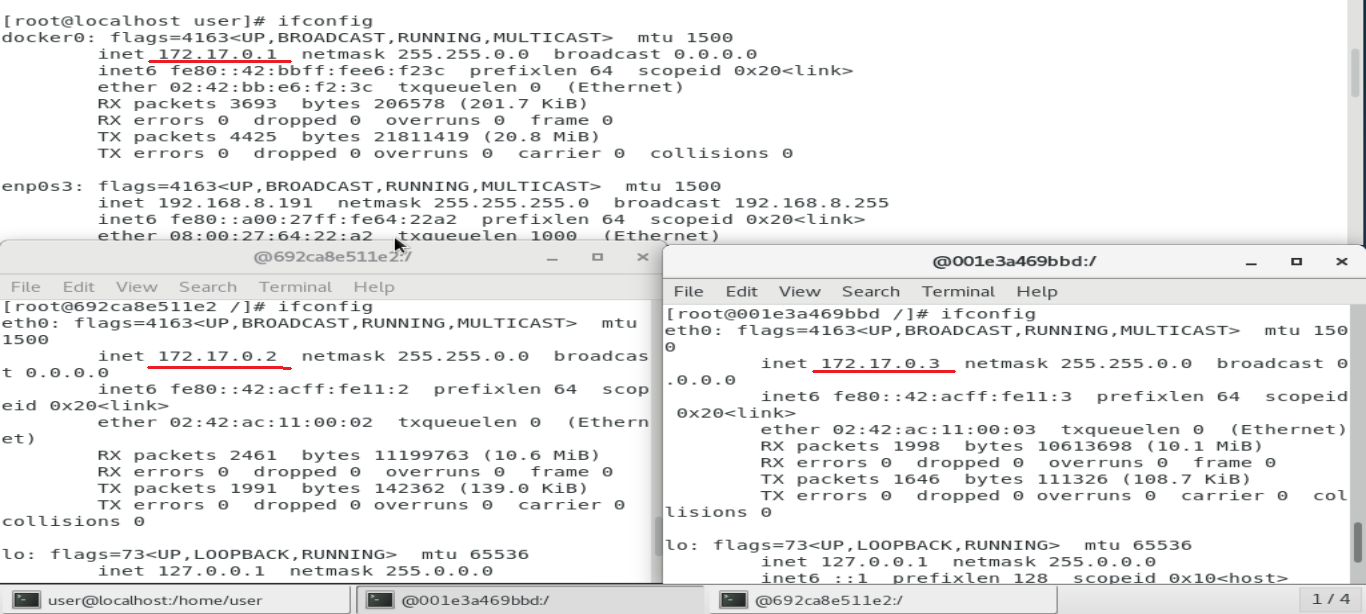 [root@localhost user]# ifconfig
docker0: flags=4163<UP,BROADCAST,RUNNING,MULTICAST>  mtu 1500
        inet 172.17.0.1  netmask 255.255.0.0  broadcast 0.0.0.0
        inet6 fe80::42:bbff:fee6:f23c  prefixlen 64  scopeid 0x20<link>
        ether 02:42:bb:e6:f2:3c  txqueuelen 0  (Ethernet)
        RX packets 3693  bytes 206578 (201.7 KiB)
        RX errors 0  dropped 0  overruns 0  frame 0
        TX packets 4425  bytes 21811419 (20.8 MiB)
        TX errors 0  dropped 0 overruns 0  carrier 0  collisions 0
enp0s3: flags=4163<UP,BROADCAST,RUNNING,MULTICAST>  mtu 1500
        inet 192.168.8.191  netmask 255.255.255.0  broadcast 192.168.8.255
        inet6 fe80::a00:27ff:fe64:22a2  prefixlen 64  scopeid 0x20<link>
        ether 08:00:27:64:22:a2  txqueuelen 1000  (Ethernet)
@692ca8e511e2:/
File Edit View Search Terminal Help
[root@692ca8e511e2 /]# ifconfig
eth0: flags=4163<UP,BROADCAST,RUNNING,MULTICAST>  mtu
1500
        inet 172.17.0.2  netmask 255.255.0.0  broadcas
t 0.0.0.0
        inet6 fe80::42:acff:fe11:2  prefixlen 64  scop
eid 0x20<link>
        ether 02:42:ac:11:00:02  txqueuelen 0  (Ethern
et)
        RX packets 2461  bytes 11199763 (10.6 MiB)
        RX errors 0  dropped 0  overruns 0  frame 0
        TX packets 1991  bytes 142362 (139.0 KiB)
        TX errors 0  dropped 0 overruns 0  carrier 0
collisions 0
lo: flags=73<UP,LOOPBACK,RUNNING>  mtu 65536
        inet 127.0.0.1  netmask 255.0.0.0
@001e3a469bbd:/
File Edit View Search Terminal Help
[root@001e3a469bbd /]# ifconfig
eth0: flags=4163<UP,BROADCAST,RUNNING,MULTICAST>  mtu 150
0
        inet 172.17.0.3  netmask 255.255.0.0  broadcast 0
.0.0.0
        inet6 fe80::42:acff:fe11:3  prefixlen 64  scopeid
 0x20<link>
        ether 02:42:ac:11:00:03  txqueuelen 0  (Ethernet)
        RX packets 1998  bytes 10613698 (10.1 MiB)
        RX errors 0  dropped 0  overruns 0  frame 0
        TX packets 1646  bytes 111326 (108.7 KiB)
        TX errors 0  dropped 0 overruns 0  carrier 0  col
lisions 0
lo: flags=73<UP,LOOPBACK,RUNNING>  mtu 65536
        inet 127.0.0.1  netmask 255.0.0.0
        inet6 ::1  prefixlen 128  scopeid 0x10<host>
user@localhost:/home/user
@001e3a469bbd:/
@692ca8e511e2:/
1 / 4